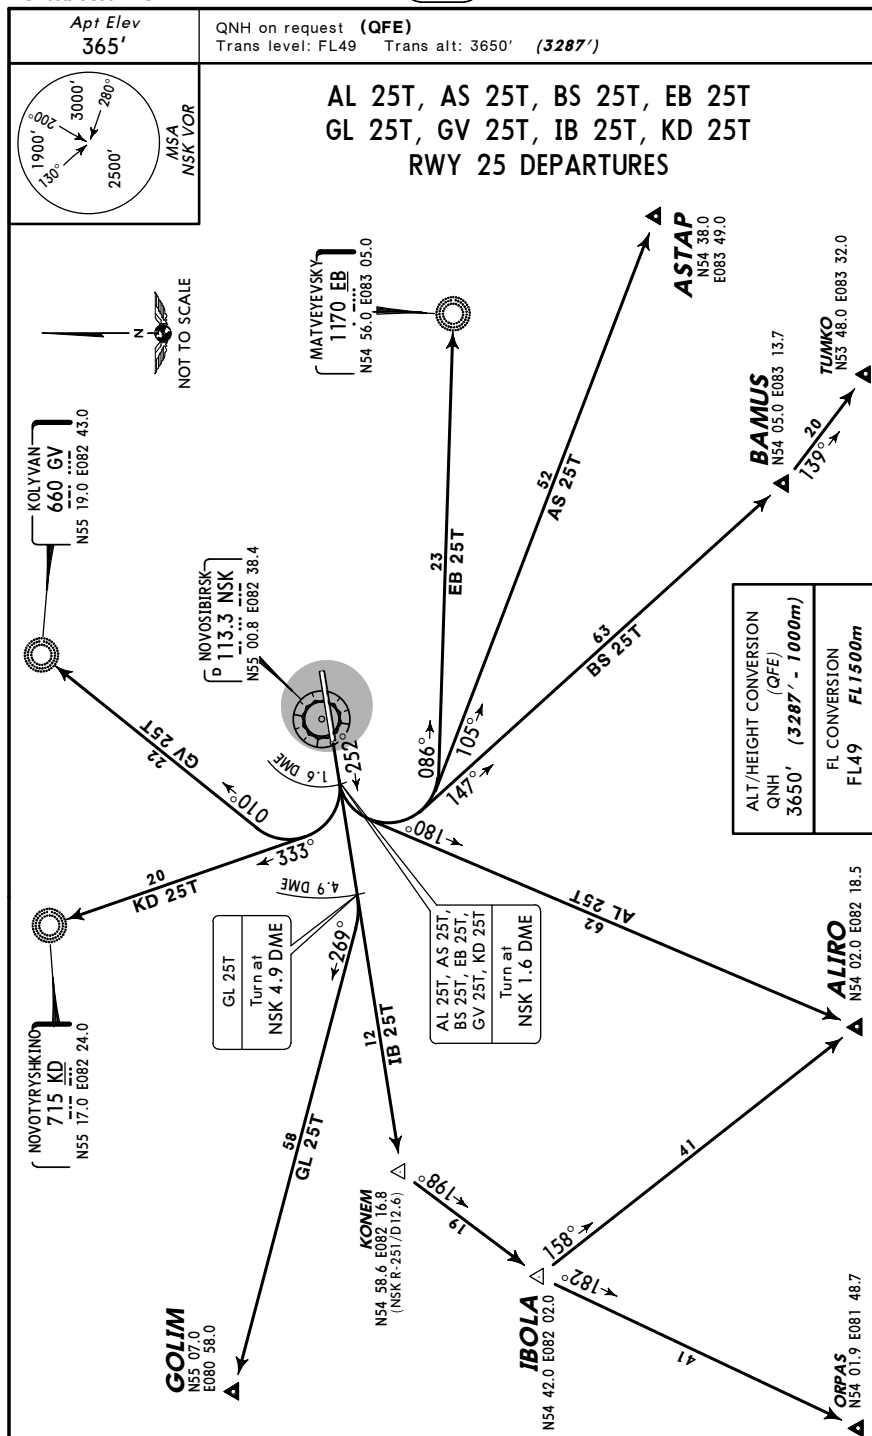 Apt Elev
365'
QNH on request (QFE)
Trans level: FL49 Trans alt: 3650' (3287')
MSA
NSK VOR
3000'
280°
200°
1900'
130°
2500'
AL 25T, AS 25T, BS 25T, EB 25T
GL 25T, GV 25T, IB 25T, KD 25T
RWY 25 DEPARTURES
N
NOT TO SCALE
ASTAP
N54 38.0
E083 49.0
MATVEYEVSKY
1170 EB
N54 56.0 E083 05.0
TUMKO
N53 48.0 E083 32.0
BAMUS
N54 05.0 E083 13.7
20
139°
KOLYVAN
660 GV
N55 19.0 E082 43.0
NOVOSIBIRSK
D 113.3 NSK
N55 00.8 E082 38.4
52
AS 25T
23
EB 25T
63
BS 25T
22
GV 25T
010°
1.6 DME
252°
086°
105°
147°
180°
333°
20
KD 25T
4.9 DME
269°
ALT/HEIGHT CONVERSION
QNH (QFE)
3650' (3287' - 1000m)
FL CONVERSION
FL49 FL1500m
GL 25T
Turn at
NSK 4.9 DME
AL 25T, AS 25T,
BS 25T, EB 25T,
GV 25T, KD 25T
Turn at
NSK 1.6 DME
62
AL 25T
NOVOTYRYSHKINO
715 KD
N55 17.0 E082 24.0
12
IB 25T
58
GL 25T
ALIRO
N54 02.0 E082 18.5
KONEM
N54 58.6 E082 16.8
(NSK R-251/D12.6)
198°
19
41
158°
182°
IBOLA
N54 42.0 E082 02.0
41
GOLIM
N55 07.0
E080 58.0
ORPAS
N54 01.9 E081 48.7